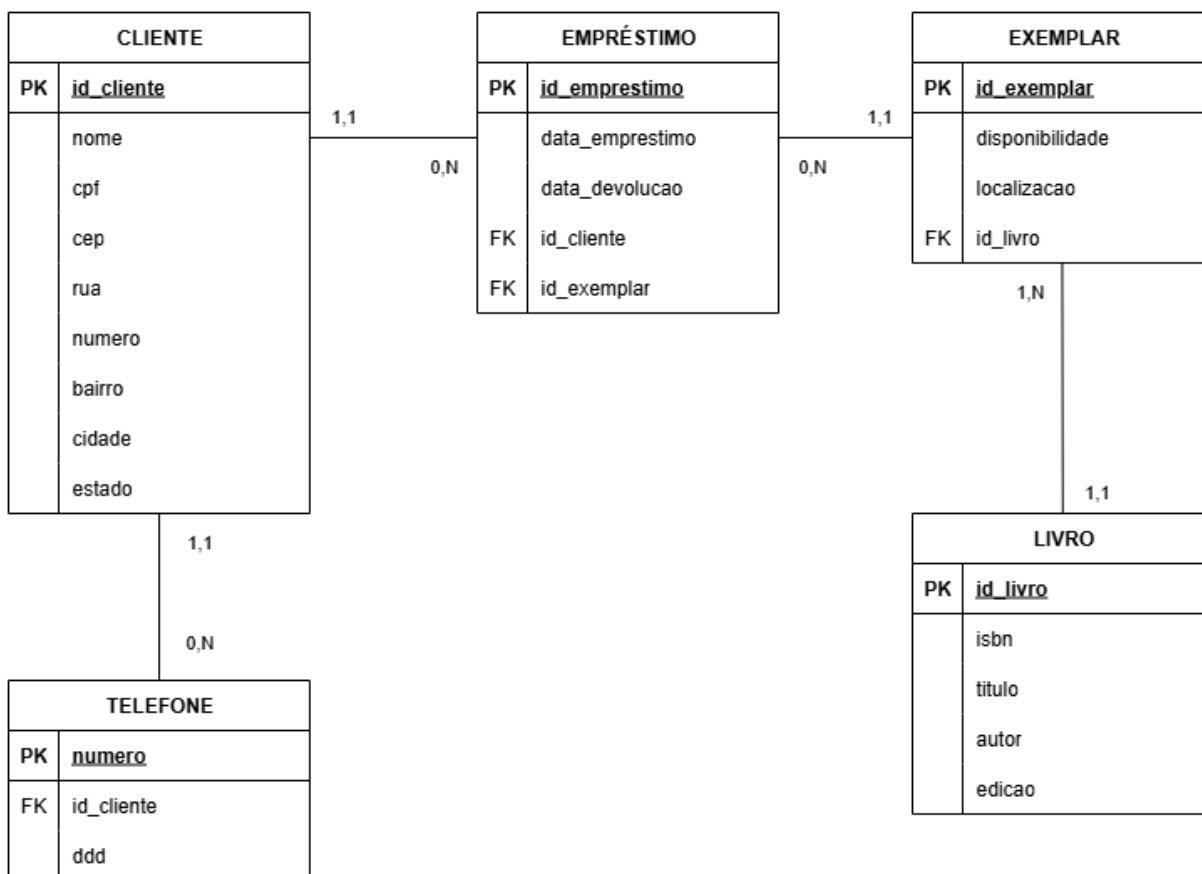 CLIENTE
PK id_cliente
nome
cpf
cep
rua
numero
bairro
cidade
estado
1,1
0,N
EMPRÉSTIMO
PK id_emprestimo
data_emprestimo
data_devolucao
FK id_cliente
FK id_exemplar
1,1
0,N
EXEMPLAR
PK id_exemplar
disponibilidade
localizacao
FK id_livro
1,N
1,1
LIVRO
PK id_livro
isbn
titulo
autor
edicao
1,1
0,N
TELEFONE
PK numero
FK id_cliente
ddd